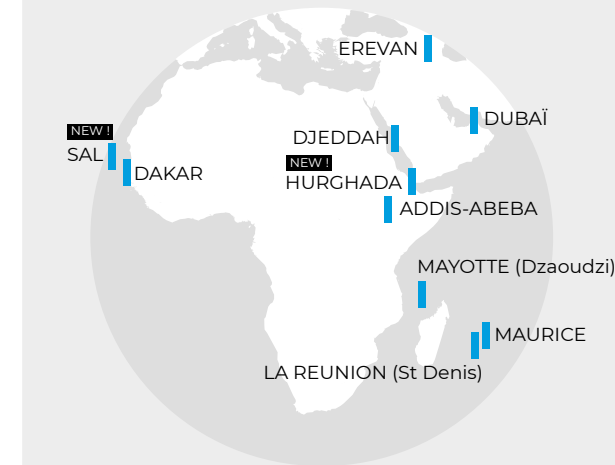 EREVAN
DUBAÏ
NEW !
SAL
DJEDDAH
DAKAR
NEW !
HURGHADA
ADDIS-ABEBA
MAYOTTE (Dzaoudzi)
MAURICE
LA REUNION (St Denis)